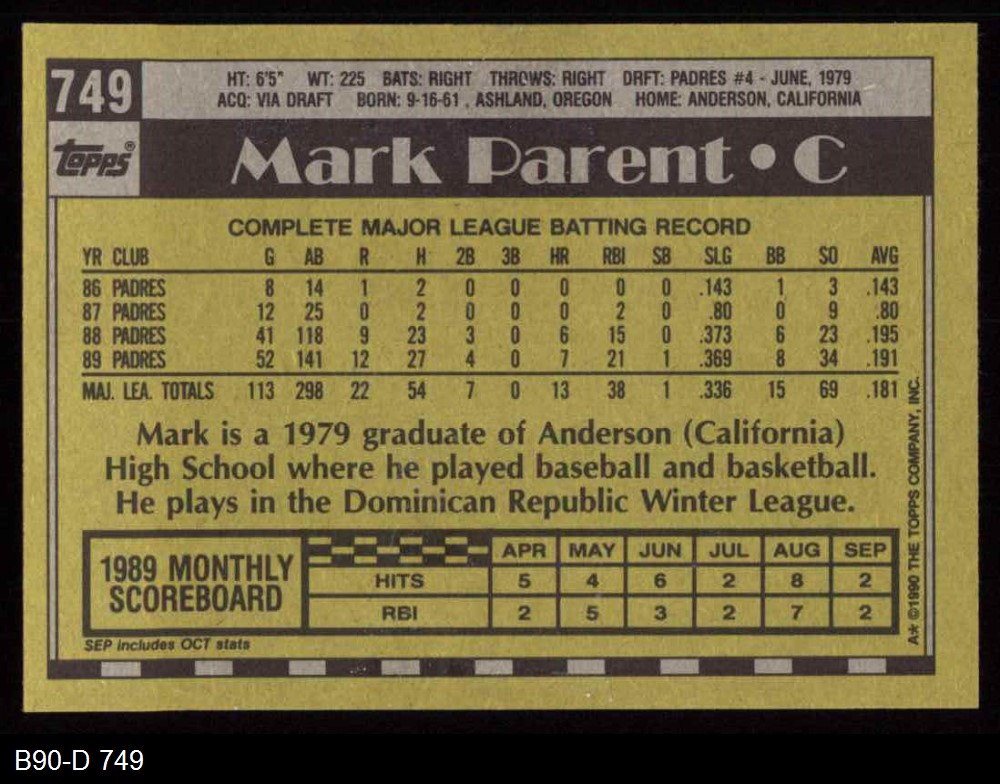 749
HT: 6'5" WT: 225 BATS: RIGHT THROWS: RIGHT DRFT: PADRES #4 - JUNE, 1979
ACQ: VIA DRAFT BORN: 9-16-61 , ASHLAND, OREGON HOME: ANDERSON, CALIFORNIA
Topps®
Mark Parent • C
COMPLETE MAJOR LEAGUE BATTING RECORD
YR CLUB G AB R H 2B 3B HR RBI SB SLG BB SO AVG
86 PADRES 8 14 1 2 0 0 0 0 0 .143 1 3 .143
87 PADRES 12 25 0 2 0 0 0 2 0 .80 0 9 .80
88 PADRES 41 118 9 23 3 0 6 15 0 .373 6 23 .195
89 PADRES 52 141 12 27 4 0 7 21 1 .369 8 34 .191
MAJ. LEA. TOTALS 113 298 22 54 7 0 13 38 1 .336 15 69 .181
Mark is a 1979 graduate of Anderson (California)
High School where he played baseball and basketball.
He plays in the Dominican Republic Winter League.
1989 MONTHLY
SCOREBOARD
APR MAY JUN JUL AUG SEP
HITS 5 4 6 2 8 2
RBI 2 5 3 2 7 2
SEP includes OCT stats
A✶ ©1990 THE TOPPS COMPANY, INC.
B90-D 749